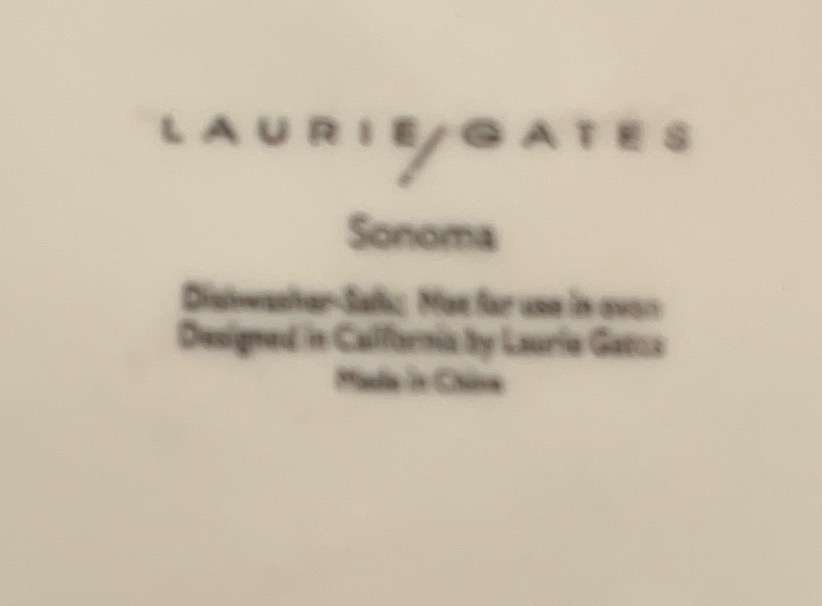 LAURIE/GATES
Sonoma
Dishwasher-Safe; Not for use in oven
Designed in California by Laurie Gates
Made in China